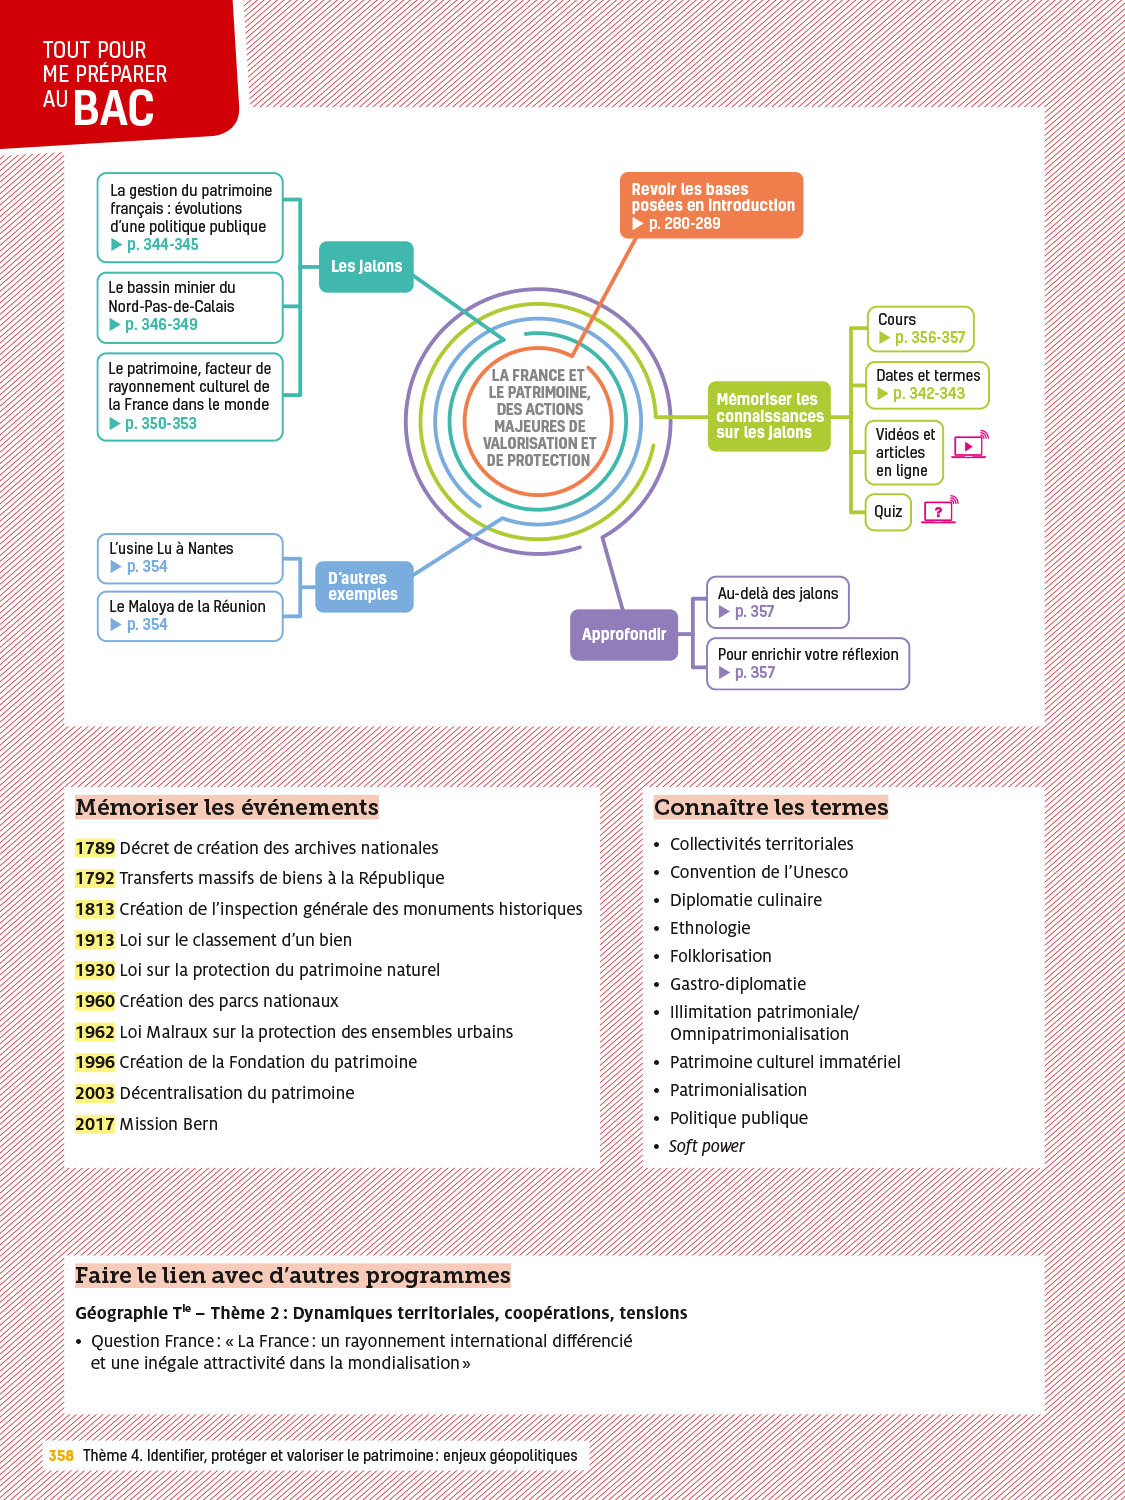 TOUT POUR
ME PRÉPARER
AU BAC
La gestion du patrimoine
français : évolutions
d'une politique publique
▶ p. 344-345
Le bassin minier du
Nord-Pas-de-Calais
▶ p. 346-349
Le patrimoine, facteur de
rayonnement culturel de
la France dans le monde
▶ p. 350-353
Les jalons
Revoir les bases
posées en introduction
▶ p. 280-289
LA FRANCE ET
LE PATRIMOINE,
DES ACTIONS
MAJEURES DE
VALORISATION ET
DE PROTECTION
Mémoriser les
connaissances
sur les jalons
Cours
▶ p. 356-357
Dates et termes
▶ p. 342-343
Vidéos et
articles
en ligne
Quiz
?
L'usine Lu à Nantes
▶ p. 354
Le Maloya de la Réunion
▶ p. 354
D'autres
exemples
Approfondir
Au-delà des jalons
▶ p. 357
Pour enrichir votre réflexion
▶ p. 357
Mémoriser les événements
1789 Décret de création des archives nationales
1792 Transferts massifs de biens à la République
1813 Création de l'inspection générale des monuments historiques
1913 Loi sur le classement d'un bien
1930 Loi sur la protection du patrimoine naturel
1960 Création des parcs nationaux
1962 Loi Malraux sur la protection des ensembles urbains
1996 Création de la Fondation du patrimoine
2003 Décentralisation du patrimoine
2017 Mission Bern
Connaître les termes
• Collectivités territoriales
• Convention de l'Unesco
• Diplomatie culinaire
• Ethnologie
• Folklorisation
• Gastro-diplomatie
• Illimitation patrimoniale/
Omnipatrimonialisation
• Patrimoine culturel immatériel
• Patrimonialisation
• Politique publique
• Soft power
Faire le lien avec d'autres programmes
Géographie Tle – Thème 2 : Dynamiques territoriales, coopérations, tensions
• Question France : « La France : un rayonnement international différencié
et une inégale attractivité dans la mondialisation »
358 Thème 4. Identifier, protéger et valoriser le patrimoine : enjeux géopolitiques